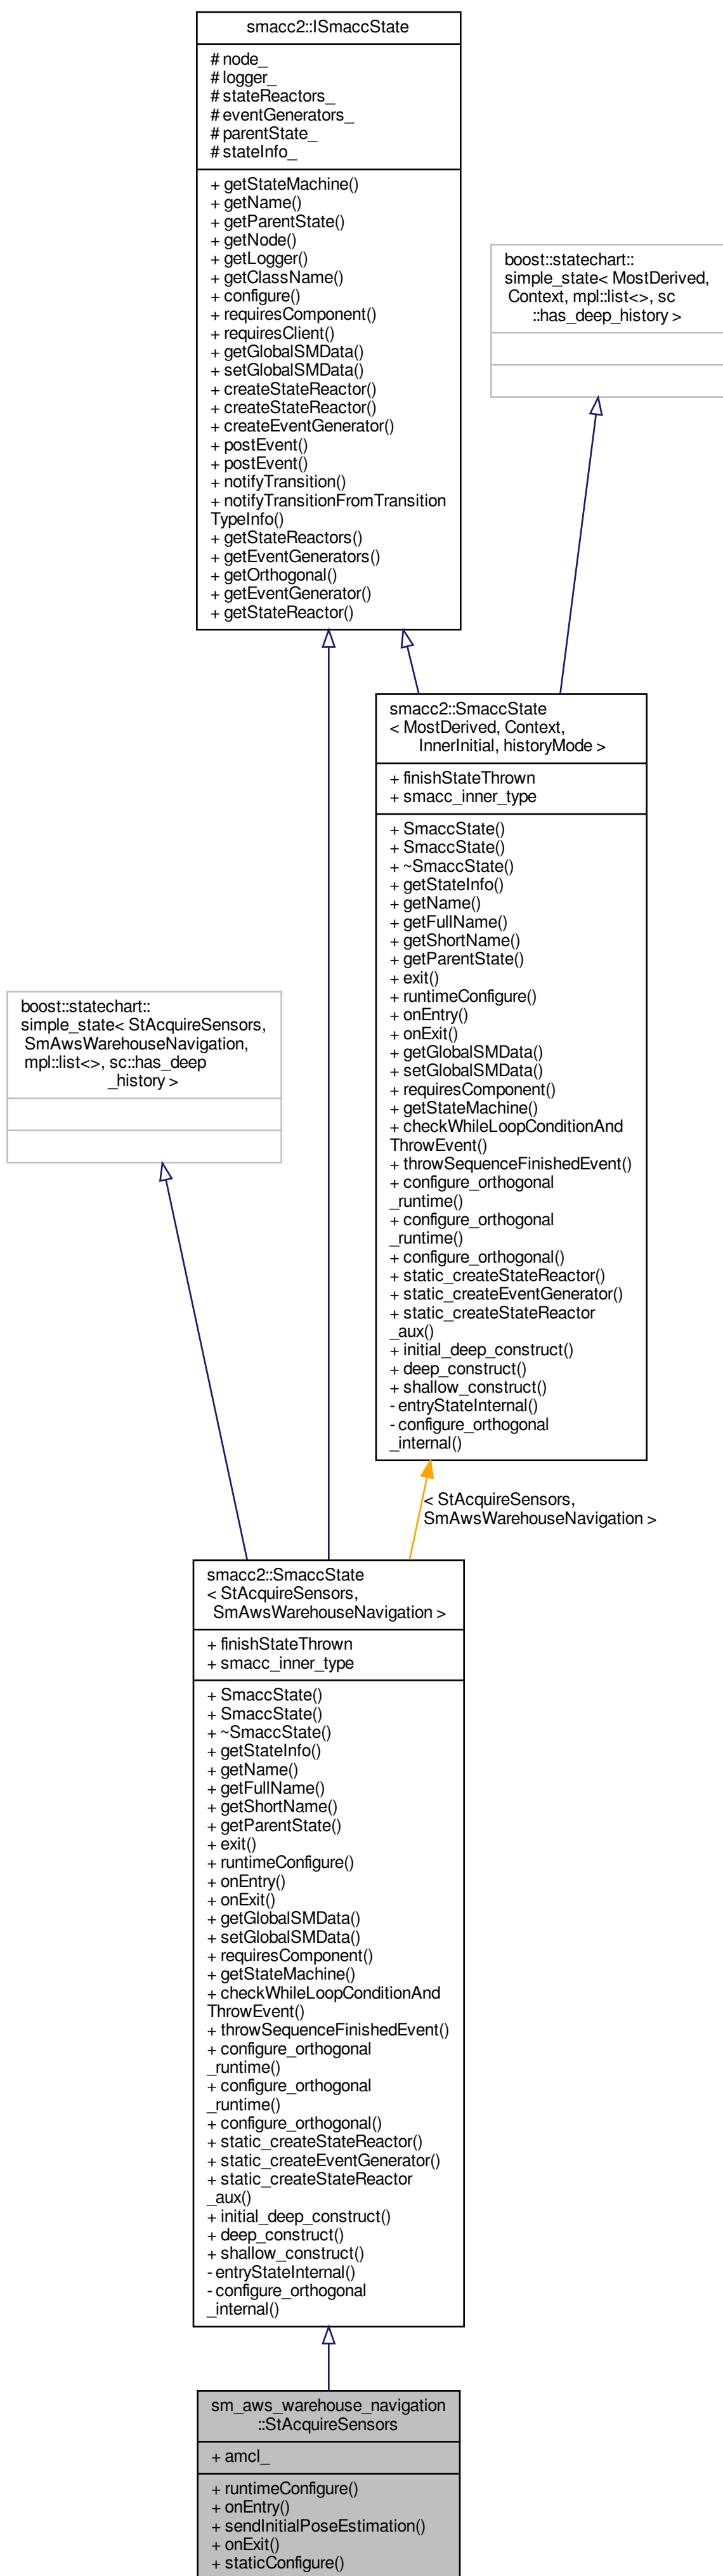 smacc2::ISmaccState
# node_
# logger_
# stateReactors_
# eventGenerators_
# parentState_
# stateInfo_
+ getStateMachine()
+ getName()
+ getParentState()
+ getNode()
+ getLogger()
+ getClassName()
+ configure()
+ requiresComponent()
+ requiresClient()
+ getGlobalSMData()
+ setGlobalSMData()
+ createStateReactor()
+ createStateReactor()
+ createEventGenerator()
+ postEvent()
+ postEvent()
+ notifyTransition()
+ notifyTransitionFromTransition
TypeInfo()
+ getStateReactors()
+ getEventGenerators()
+ getOrthogonal()
+ getEventGenerator()
+ getStateReactor()
boost::statechart::
simple_state< MostDerived,
Context, mpl::list<>, sc
::has_deep_history >
smacc2::SmaccState
< MostDerived, Context,
InnerInitial, historyMode >
+ finishStateThrown
+ smacc_inner_type
+ SmaccState()
+ SmaccState()
+ ~SmaccState()
+ getStateInfo()
+ getName()
+ getFullName()
+ getShortName()
+ getParentState()
+ exit()
+ runtimeConfigure()
+ onEntry()
+ onExit()
+ getGlobalSMData()
+ setGlobalSMData()
+ requiresComponent()
+ getStateMachine()
+ checkWhileLoopConditionAnd
ThrowEvent()
+ throwSequenceFinishedEvent()
+ configure_orthogonal
_runtime()
+ configure_orthogonal
_runtime()
+ configure_orthogonal()
+ static_createStateReactor()
+ static_createEventGenerator()
+ static_createStateReactor
_aux()
+ initial_deep_construct()
+ deep_construct()
+ shallow_construct()
- entryStateInternal()
- configure_orthogonal
_internal()
boost::statechart::
simple_state< StAcquireSensors,
SmAwsWarehouseNavigation,
mpl::list<>, sc::has_deep
_history >
< StAcquireSensors,
SmAwsWarehouseNavigation >
smacc2::SmaccState
< StAcquireSensors,
SmAwsWarehouseNavigation >
+ finishStateThrown
+ smacc_inner_type
+ SmaccState()
+ SmaccState()
+ ~SmaccState()
+ getStateInfo()
+ getName()
+ getFullName()
+ getShortName()
+ getParentState()
+ exit()
+ runtimeConfigure()
+ onEntry()
+ onExit()
+ getGlobalSMData()
+ setGlobalSMData()
+ requiresComponent()
+ getStateMachine()
+ checkWhileLoopConditionAnd
ThrowEvent()
+ throwSequenceFinishedEvent()
+ configure_orthogonal
_runtime()
+ configure_orthogonal
_runtime()
+ configure_orthogonal()
+ static_createStateReactor()
+ static_createEventGenerator()
+ static_createStateReactor
_aux()
+ initial_deep_construct()
+ deep_construct()
+ shallow_construct()
- entryStateInternal()
- configure_orthogonal
_internal()
sm_aws_warehouse_navigation
::StAcquireSensors
+ amcl_
+ runtimeConfigure()
+ onEntry()
+ sendInitialPoseEstimation()
+ onExit()
+ staticConfigure()